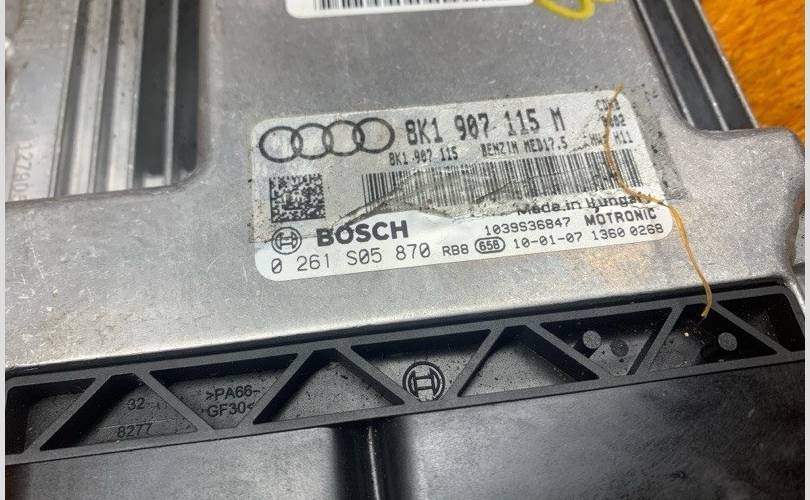 8K1 907 115 M
8K1 907 115 BENZIN MED17.5 H11
BOSCH
Made in Hungary
1039S36847 MOTRONIC
0 261 S05 870 RB8 658 10-01-07 1360 0268
>PA66-
GF30<
32
8277